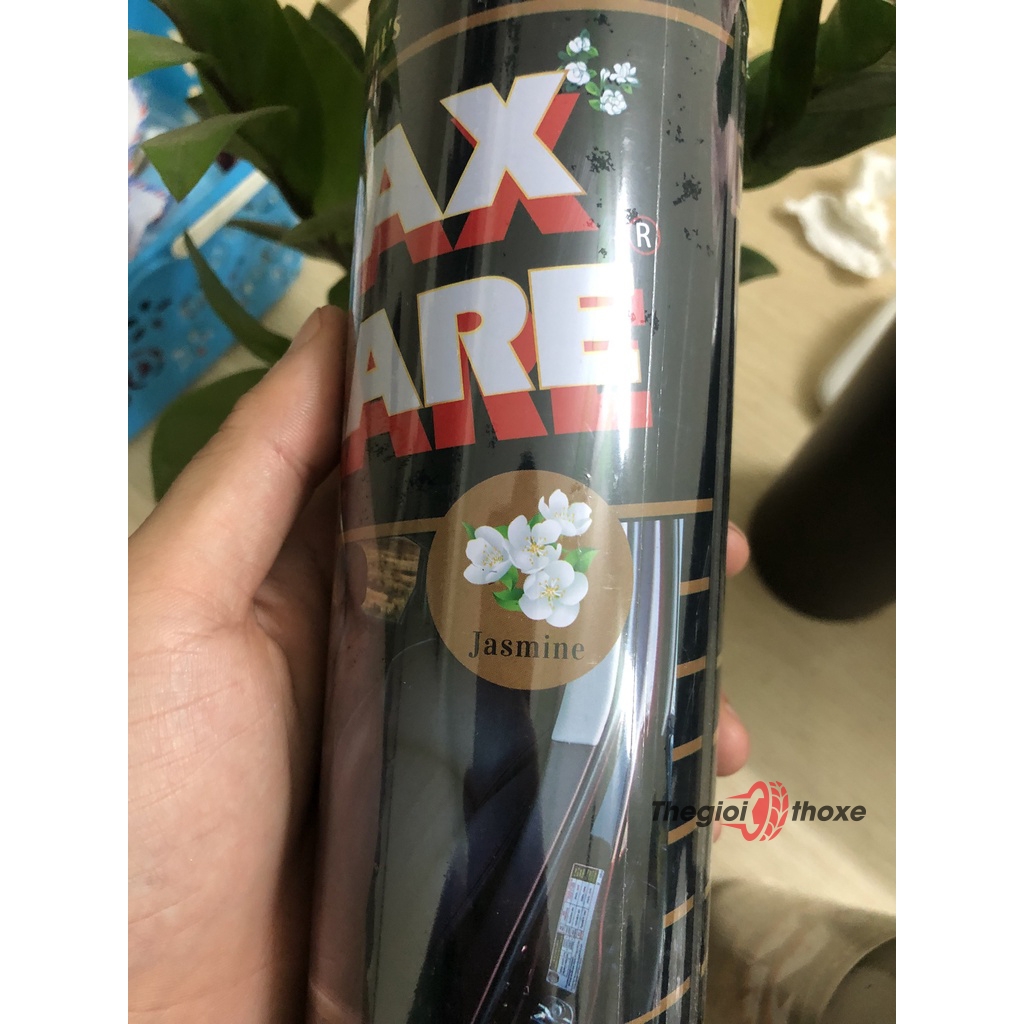 AX
®
ARE
Jasmine
Thegioi thoxe